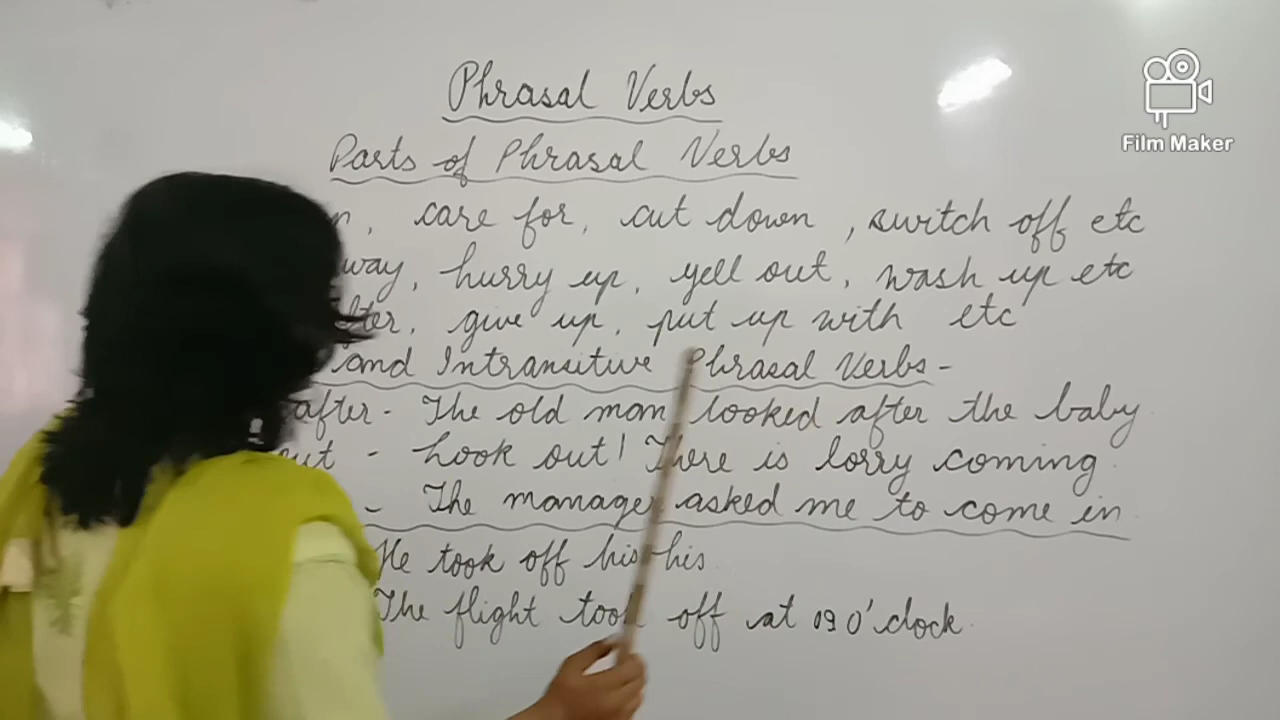 Phrasal Verbs
Film Maker
Parts of Phrasal Verbs
n, care for, cut down, switch off etc
way, hurry up, yell out, wash up etc
fter, give up, put up with etc
and Intransitive Phrasal Verbs-
after - The old man looked after the baby
out - Look out! There is lorry coming.
- The manager asked me to come in
He took off his his
The flight took off at 09 O'clock.